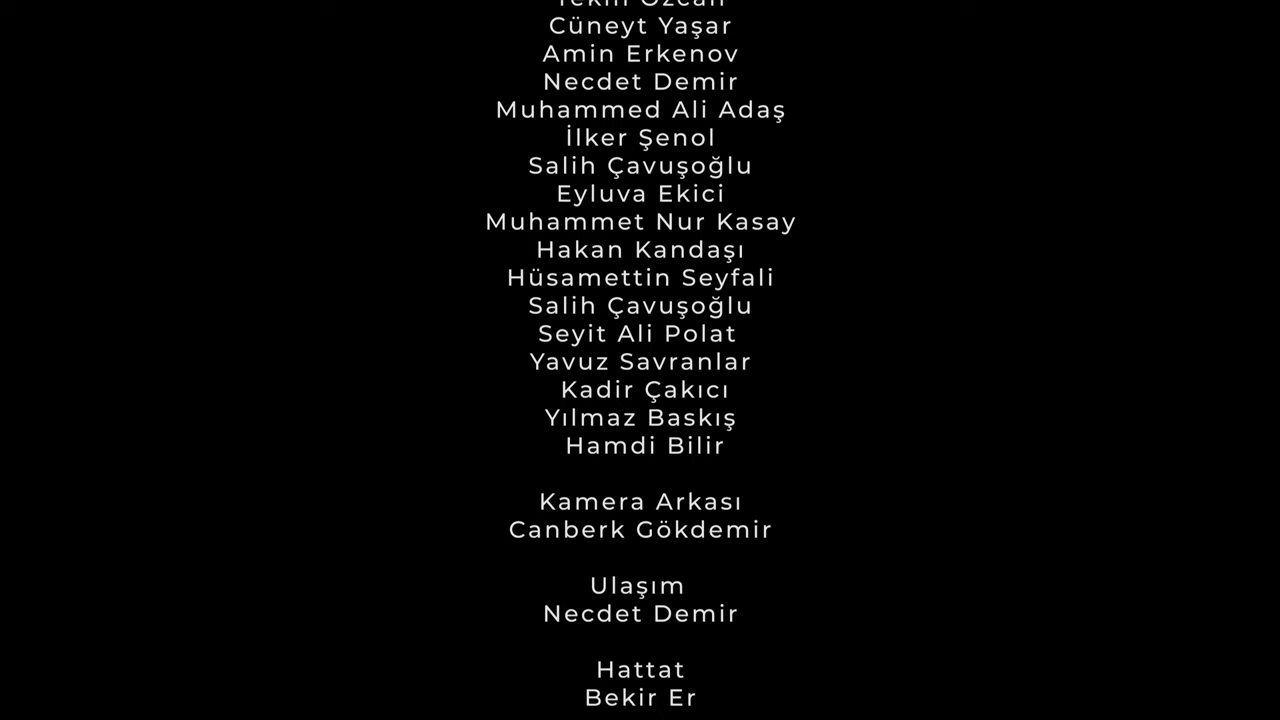 Tekin Özcan
Cüneyt Yaşar
Amin Erkenov
Necdet Demir
Muhammed Ali Adaş
İlker Şenol
Salih Çavuşoğlu
Eyluva Ekici
Muhammet Nur Kasay
Hakan Kandaşı
Hüsamettin Seyfali
Salih Çavuşoğlu
Seyit Ali Polat
Yavuz Savranlar
Kadir Çakıcı
Yılmaz Baskış
Hamdi Bilir
Kamera Arkası
Canberk Gökdemir
Ulaşım
Necdet Demir
Hattat
Bekir Er